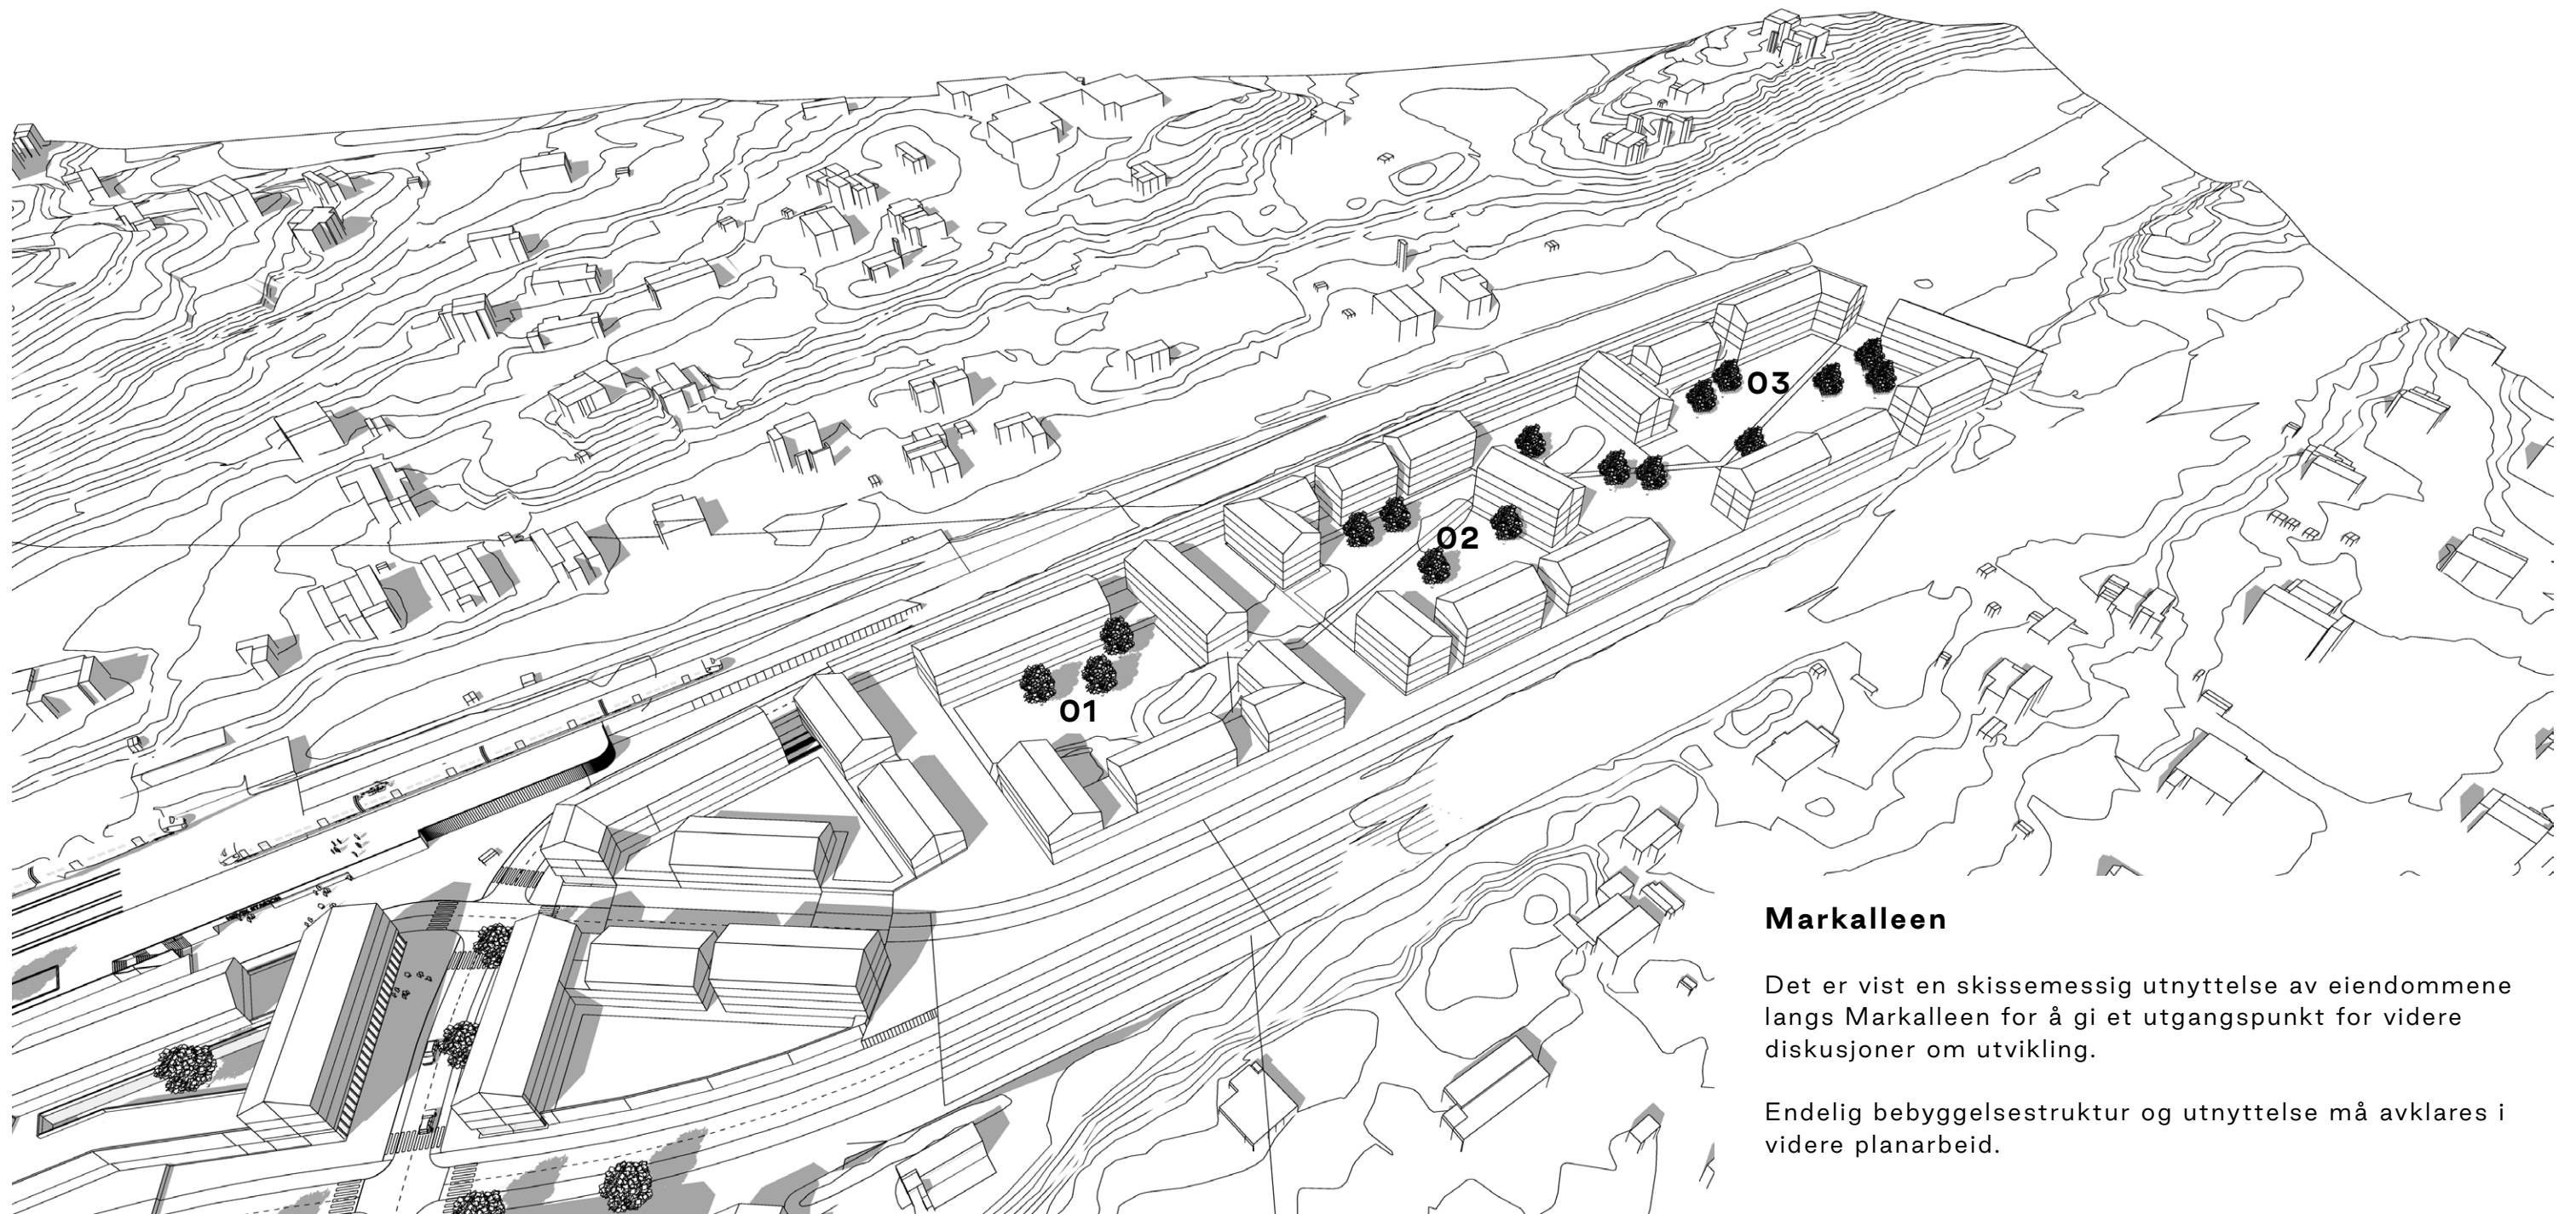 03
02
01
Markalleen
Det er vist en skissemessig utnyttelse av eiendommene
langs Markalleen for å gi et utgangspunkt for videre
diskusjoner om utvikling.
Endelig bebyggelsestruktur og utnyttelse må avklares i
videre planarbeid.